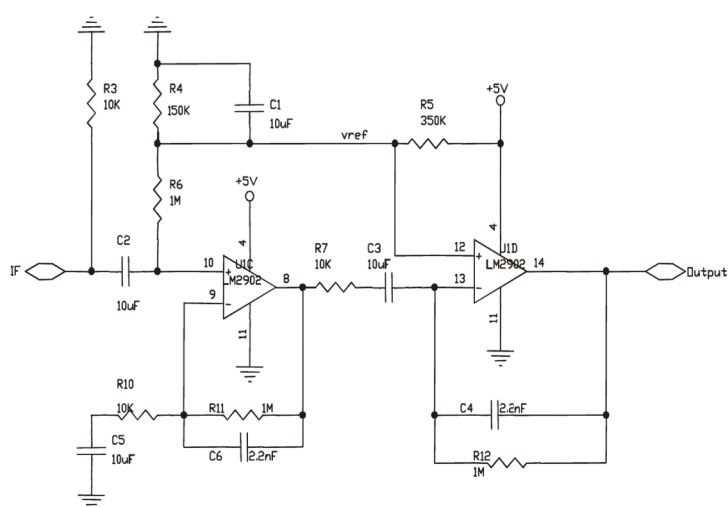 R3
10K
R4
150K
C1
10uF
+5V
R5
350K
vref
R6
1M
+5V
C2
10uF
IF
10
9
4
U1C
LM2902
8
11
R7
10K
C3
10uF
12
13
4
U1D
LM2902
14
11
Output
R10
10K
C5
10uF
R11 1M
C6 2.2nF
C4 2.2nF
R12
1M
+
-
+
-